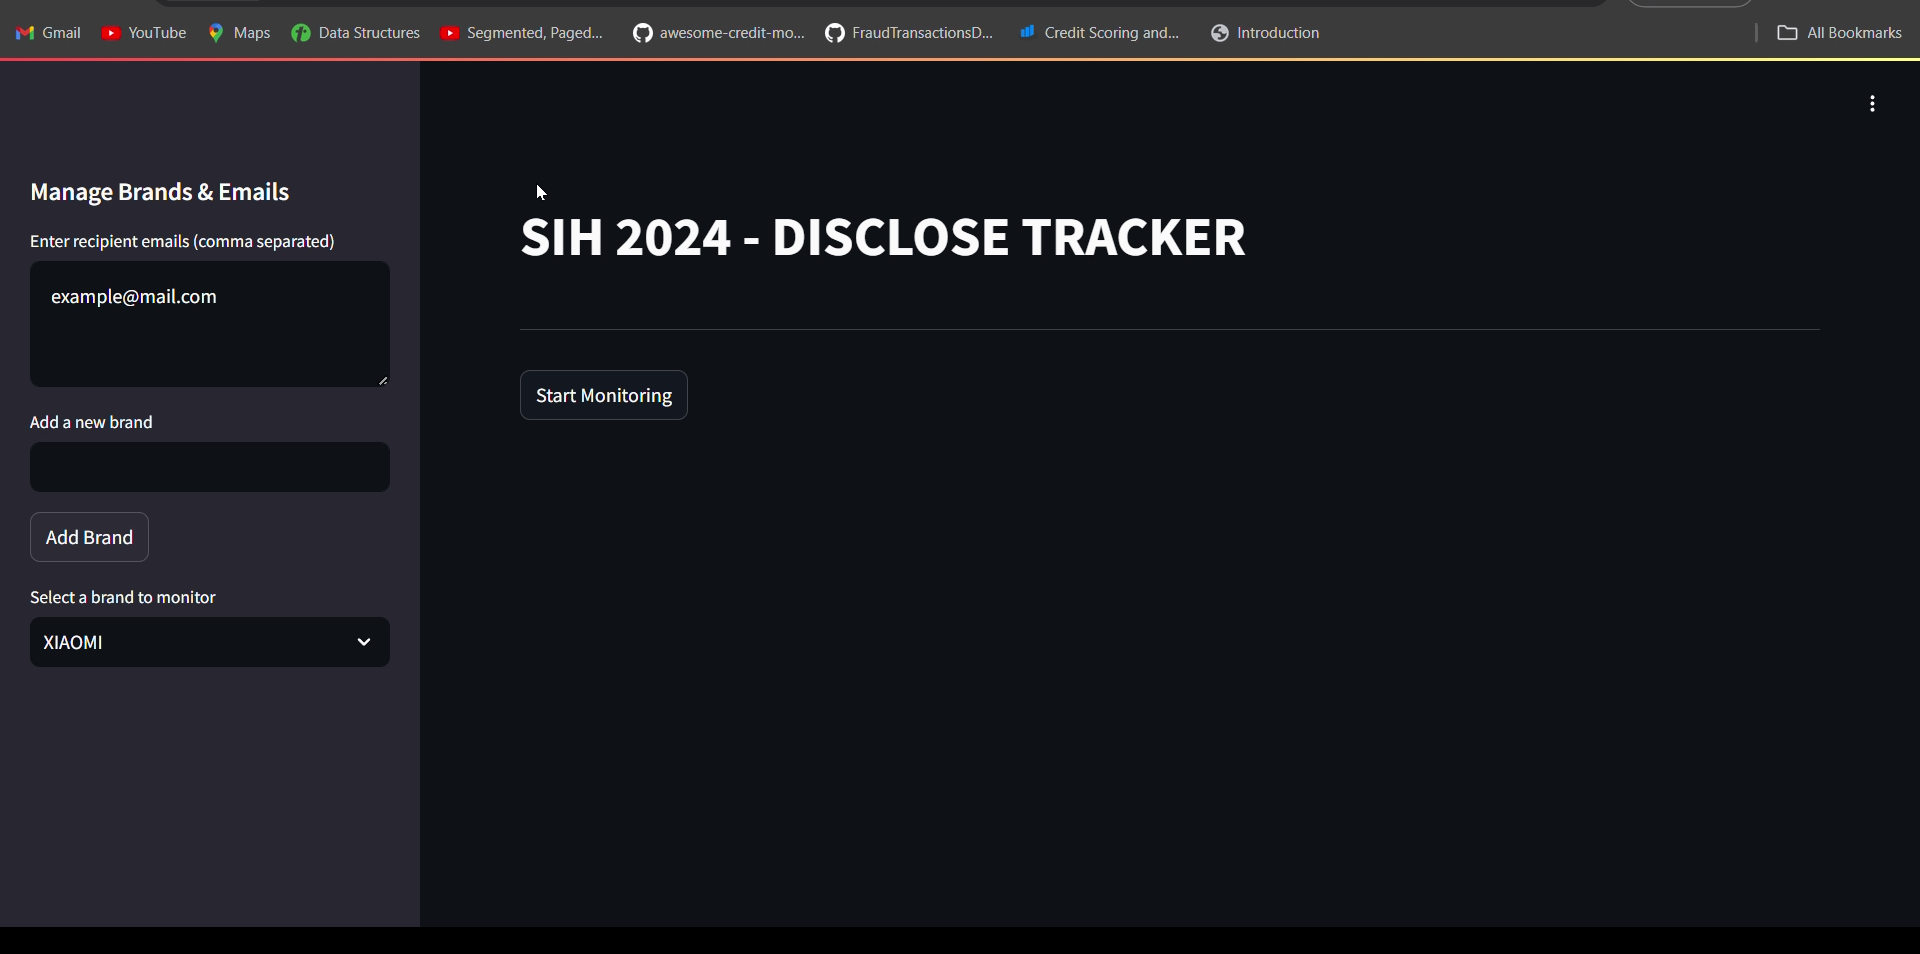 Gmail YouTube Maps Data Structures Segmented, Paged... awesome-credit-mo... FraudTransactionsD... Credit Scoring and... Introduction All Bookmarks
Manage Brands & Emails
Enter recipient emails (comma separated)
example@mail.com
Add a new brand
Add Brand
Select a brand to monitor
XIAOMI
SIH 2024 - DISCLOSE TRACKER
Start Monitoring